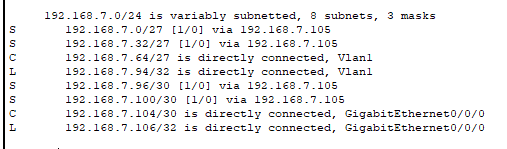 192.168.7.0/24 is variably subnetted, 8 subnets, 3 masks
S 192.168.7.0/27 [1/0] via 192.168.7.105
S 192.168.7.32/27 [1/0] via 192.168.7.105
C 192.168.7.64/27 is directly connected, Vlan1
L 192.168.7.94/32 is directly connected, Vlan1
S 192.168.7.96/30 [1/0] via 192.168.7.105
S 192.168.7.100/30 [1/0] via 192.168.7.105
C 192.168.7.104/30 is directly connected, GigabitEthernet0/0/0
L 192.168.7.106/32 is directly connected, GigabitEthernet0/0/0